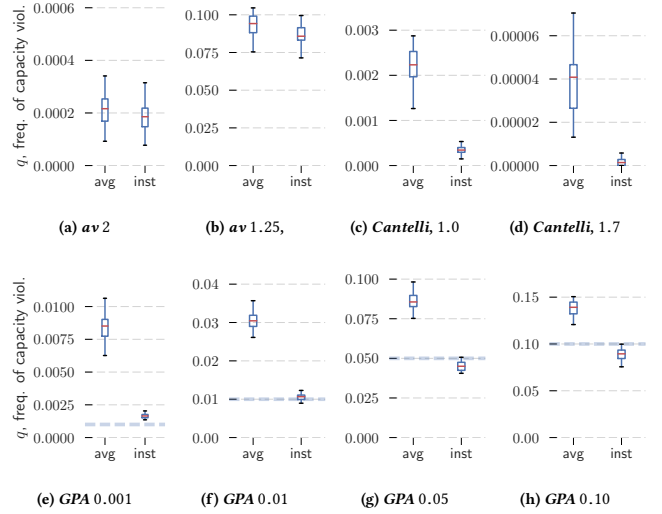 q, freq. of capacity viol.
0.0006
0.0004
0.0002
0.0000
avg inst
(a) av 2
0.100
0.075
0.050
0.025
0.000
avg inst
(b) av 1.25,
0.003
0.002
0.001
0.000
avg inst
(c) Cantelli, 1.0
0.00006
0.00004
0.00002
0.00000
avg inst
(d) Cantelli, 1.7
q, freq. of capacity viol.
0.0100
0.0075
0.0050
0.0025
0.0000
avg inst
(e) GPA 0.001
0.04
0.03
0.02
0.01
0.00
avg inst
(f) GPA 0.01
0.100
0.075
0.050
0.025
0.000
avg inst
(g) GPA 0.05
0.15
0.10
0.05
0.00
avg inst
(h) GPA 0.10